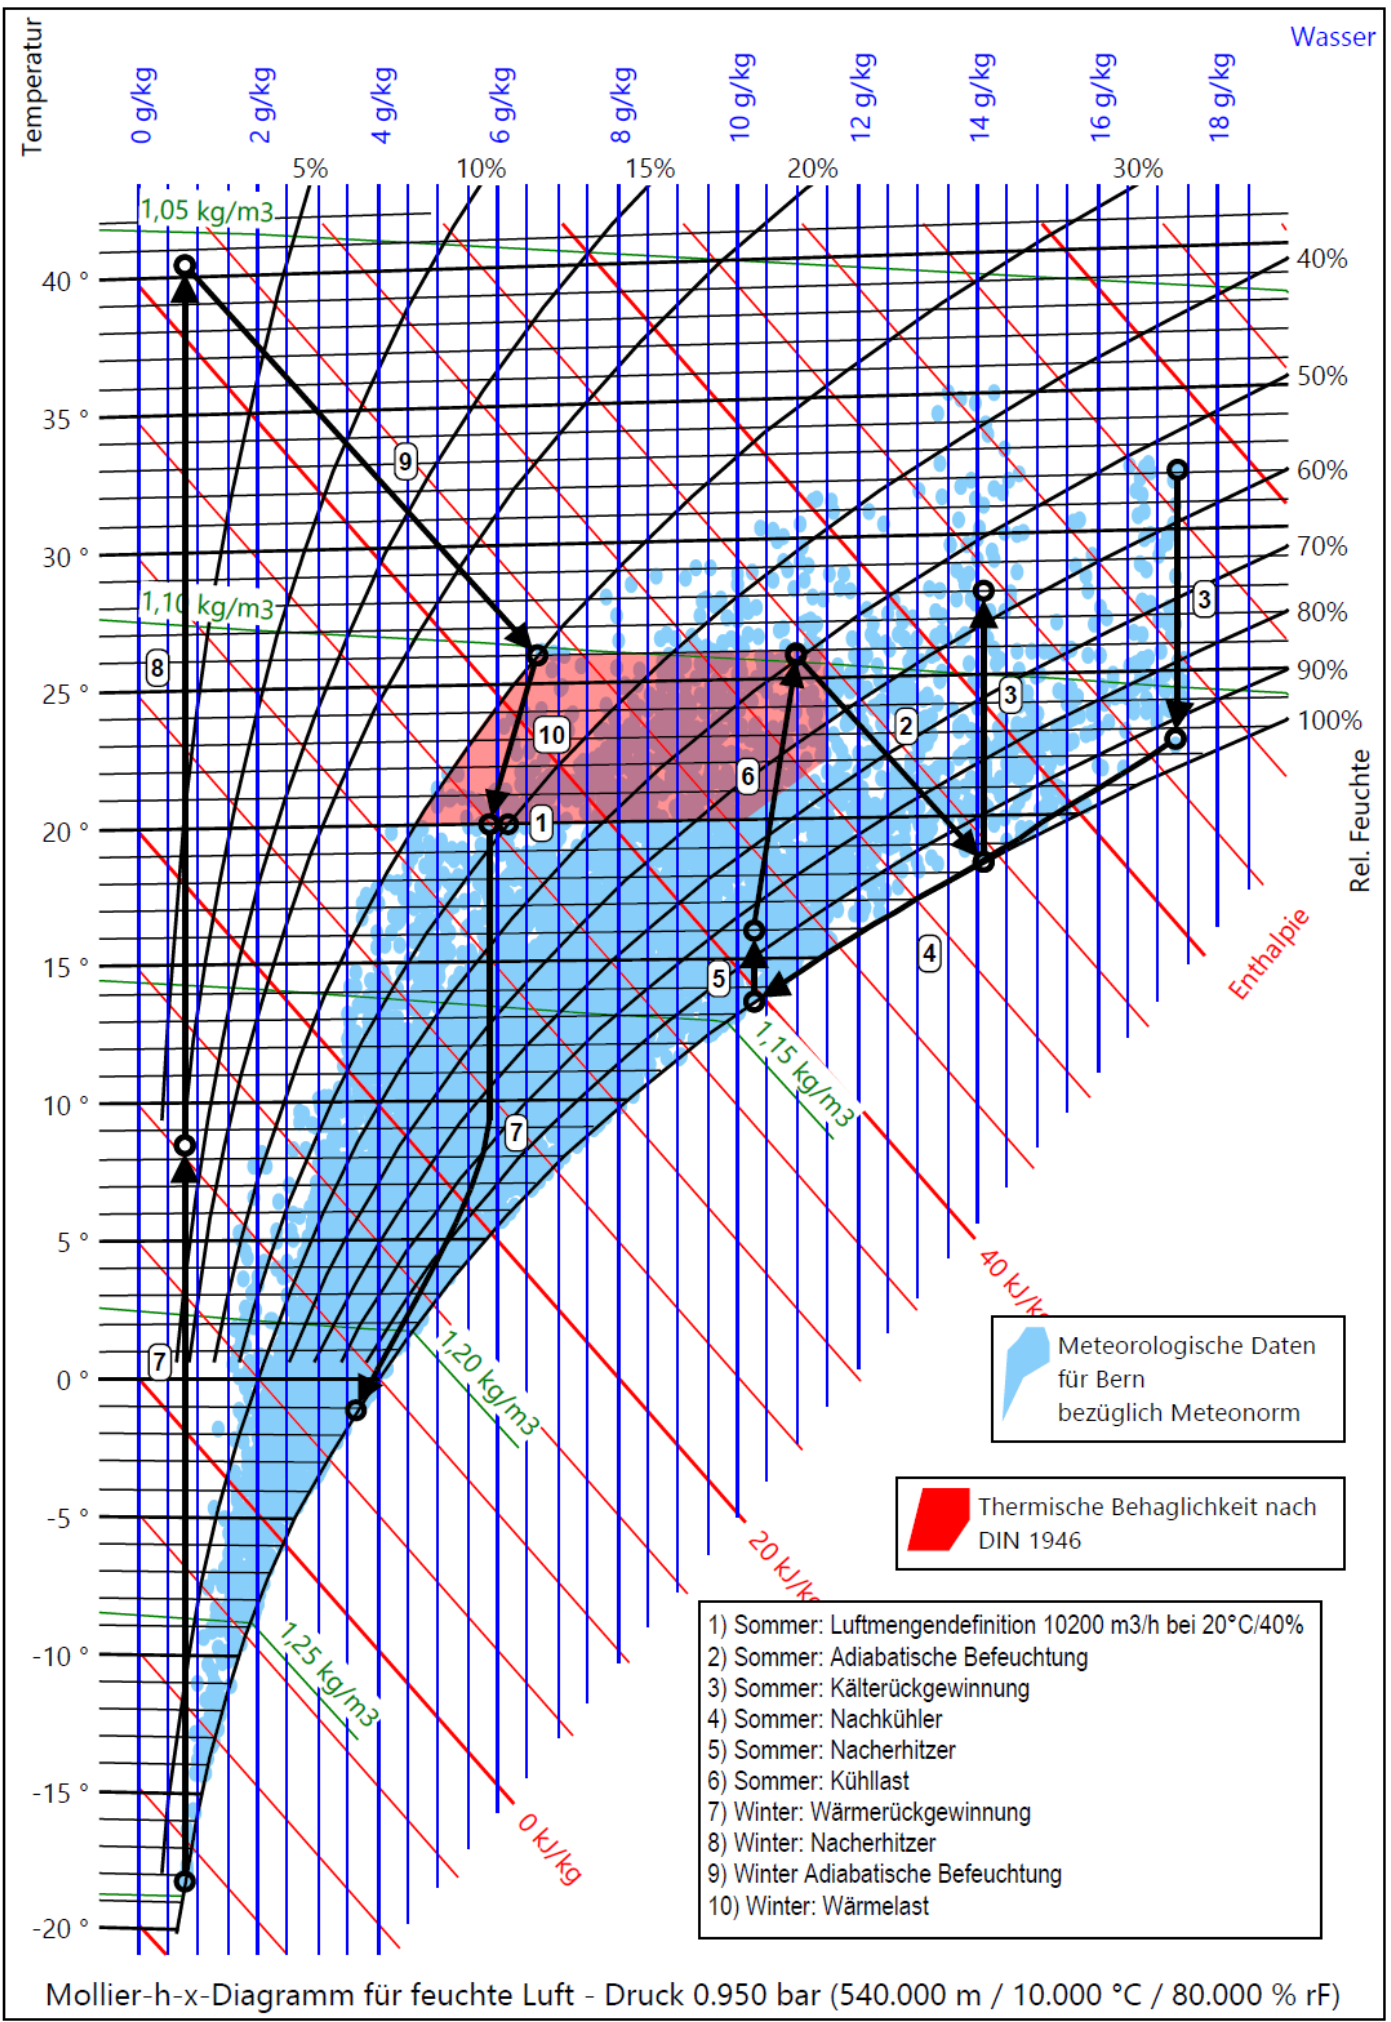 Temperatur
Wasser
0 g/kg
2 g/kg
4 g/kg
6 g/kg
8 g/kg
10 g/kg
12 g/kg
14 g/kg
16 g/kg
18 g/kg
5%
10%
15%
20%
30%
1,05 kg/m3
40 °
40%
50%
35 °
9
60%
30 °
70%
1,10 kg/m3
3
80%
8
90%
25 °
3
100%
10
2
6
20 °
1
Rel. Feuchte
15 °
5
4
Enthalpie
1,15 kg/m3
10 °
7
5 °
40 kJ/kg
0 °
7
1,20 kg/m3
Meteorologische Daten
für Bern
bezüglich Meteonorm
-5 °
20 kJ/kg
Thermische Behaglichkeit nach
DIN 1946
-10 °
1,25 kg/m3
-15 °
0 kJ/kg
-20 °
1) Sommer: Luftmengendefinition 10200 m3/h bei 20°C/40%
2) Sommer: Adiabatische Befeuchtung
3) Sommer: Kälterückgewinnung
4) Sommer: Nachkühler
5) Sommer: Nacherhitzer
6) Sommer: Kühllast
7) Winter: Wärmerückgewinnung
8) Winter: Nacherhitzer
9) Winter Adiabatische Befeuchtung
10) Winter: Wärmelast
Mollier-h-x-Diagramm für feuchte Luft - Druck 0.950 bar (540.000 m / 10.000 °C / 80.000 % rF)